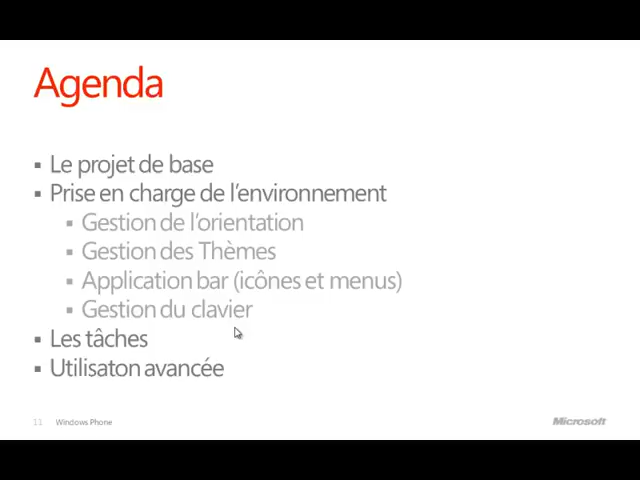 Agenda
Le projet de base
Prise en charge de l'environnement
Gestion de l'orientation
Gestion des Thèmes
Application bar (icônes et menus)
Gestion du clavier
Les tâches
Utilisaton avancée
11 Windows Phone
Microsoft